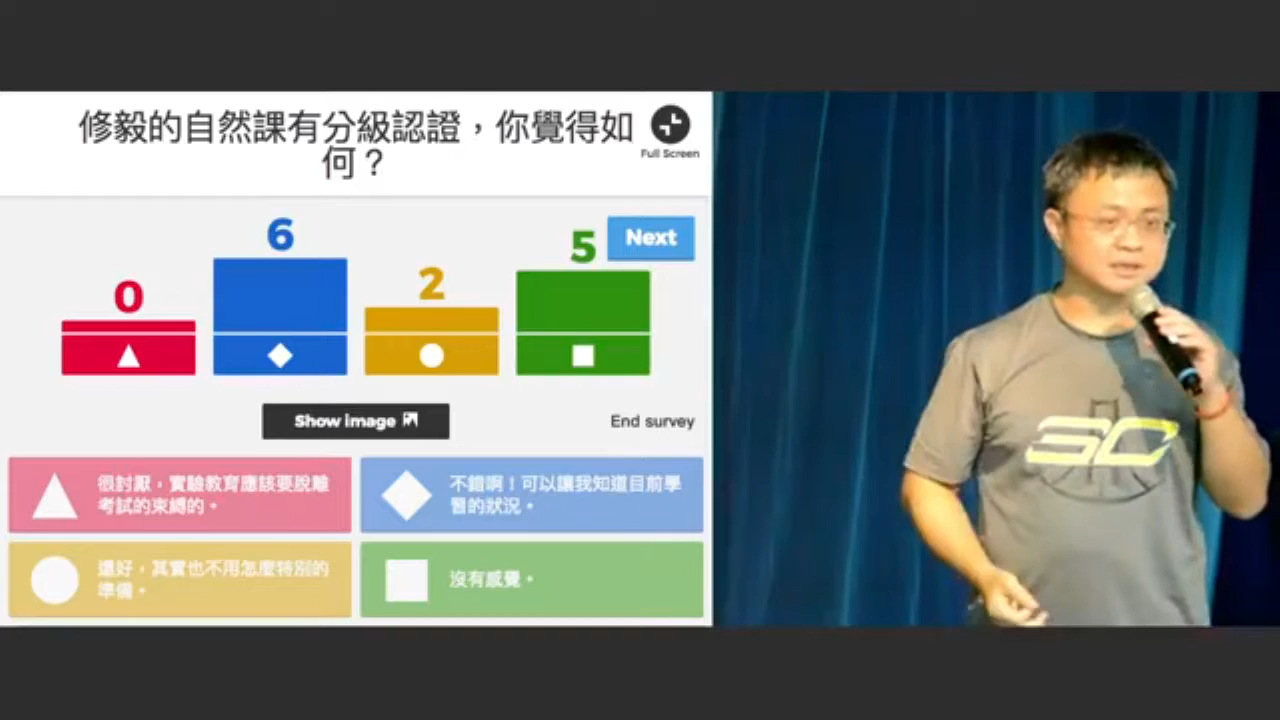 修毅的自然課有分級認證，你覺得如
何？
Full Screen
0
6
2
5
Next
Show image
End survey
很討厭，實驗教育應該要脫離
考試的束縛的。
不錯啊！可以讓我知道目前學
習的狀況。
還好，其實也不用怎麼特別的
準備。
沒有感覺。
SC